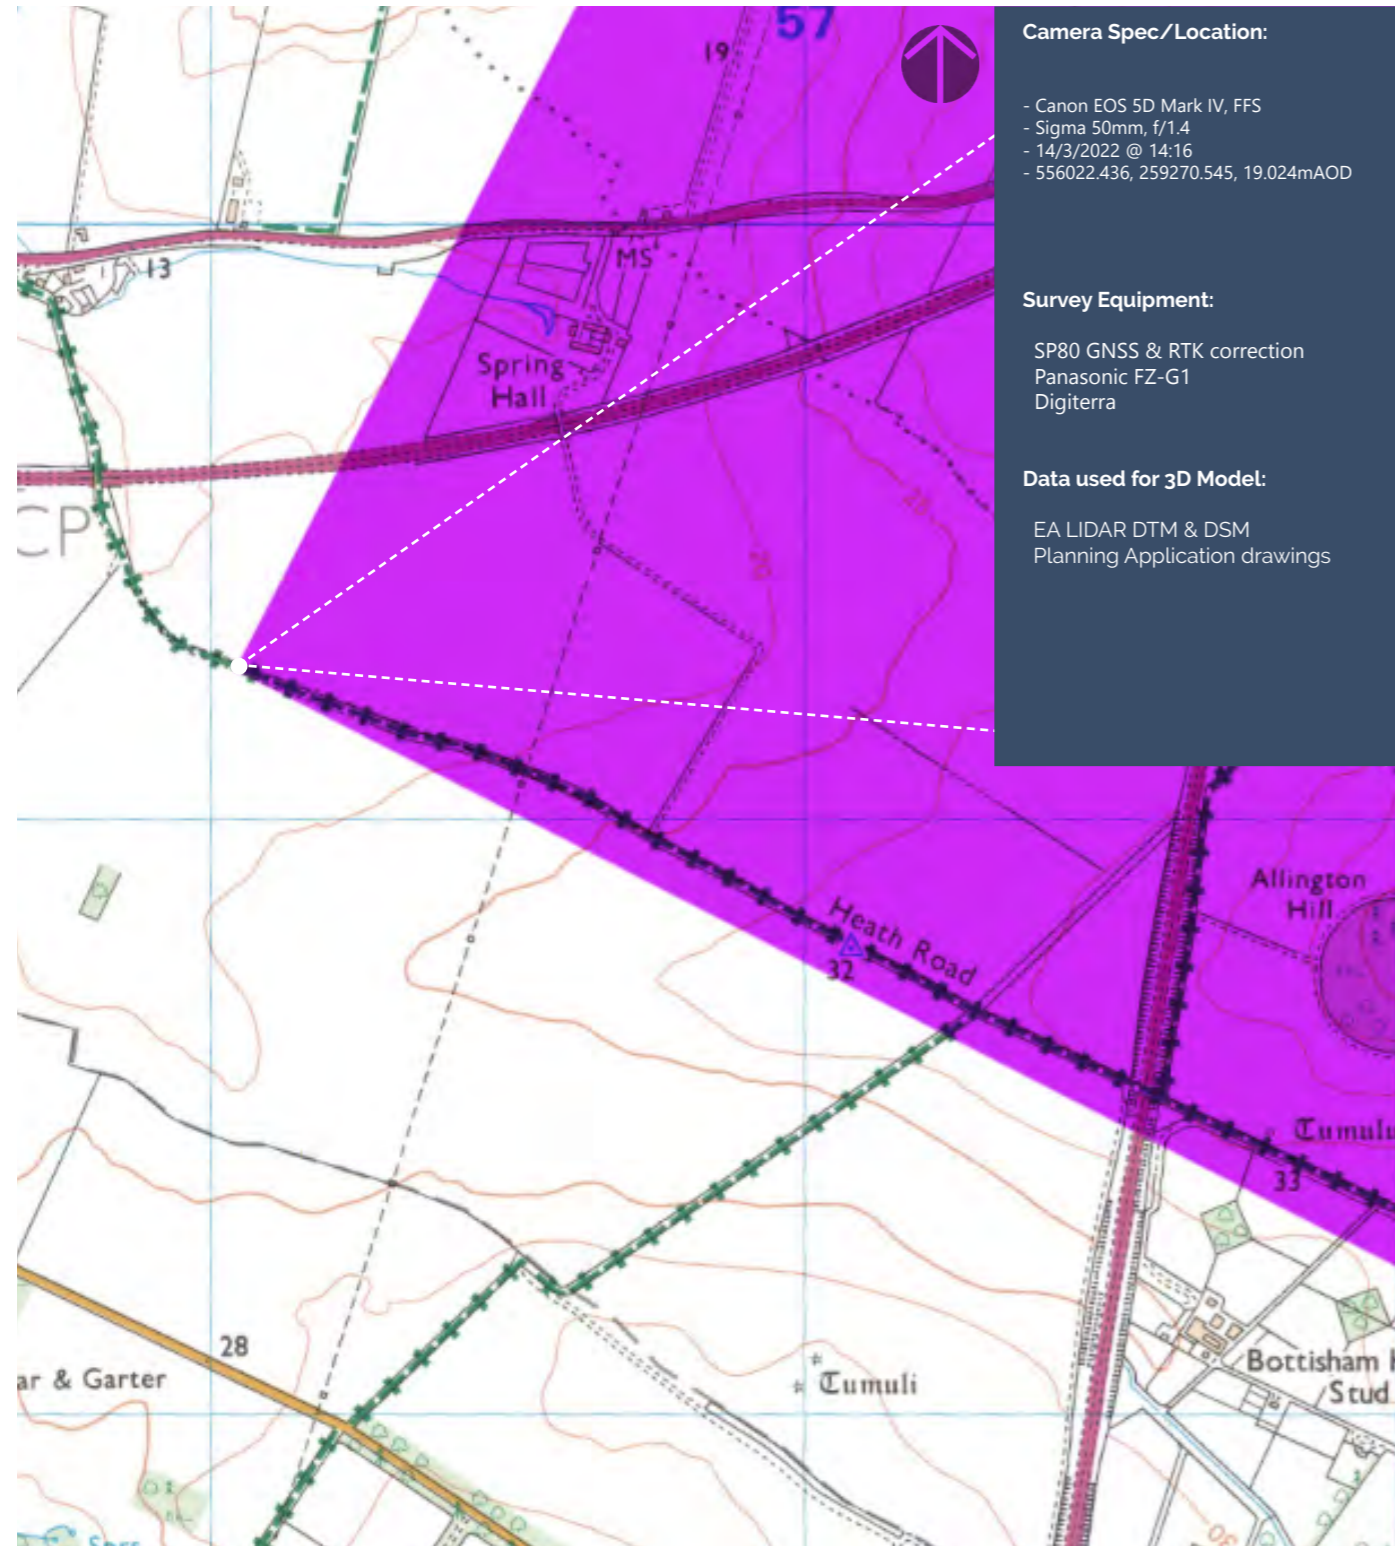 57
19
Camera Spec/Location:
- Canon EOS 5D Mark IV, FFS
- Sigma 50mm, f/1.4
- 14/3/2022 @ 14:16
- 556022.436, 259270.545, 19.024mAOD
13
MS
Survey Equipment:
SP80 GNSS & RTK correction
Panasonic FZ-G1
Digiterra
Spring
Hall
Data used for 3D Model:
EA LIDAR DTM & DSM
Planning Application drawings
CP
20
Allington
Hill
Heath Road
32
Tumulu
33
28
ar & Garter
Tumuli
Bottisham H
Stud
30